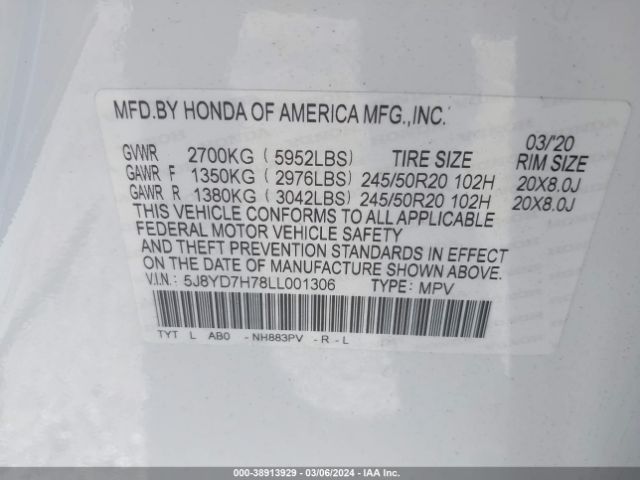 MFD.BY HONDA OF AMERICA MFG.,INC.
03/'20
GVWR 2700KG ( 5952LBS) TIRE SIZE RIM SIZE
GAWR F 1350KG ( 2976LBS) 245/50R20 102H 20X8.0J
GAWR R 1380KG ( 3042LBS) 245/50R20 102H 20X8.0J
THIS VEHICLE CONFORMS TO ALL APPLICABLE
FEDERAL MOTOR VEHICLE SAFETY
AND THEFT PREVENTION STANDARDS IN EFFECT
ON THE DATE OF MANUFACTURE SHOWN ABOVE.
V.I.N.: 5J8YD7H78LL001306 TYPE: MPV
TYT L AB0 -NH883PV -R-L
000-38913929 - 03/06/2024 - IAA Inc.